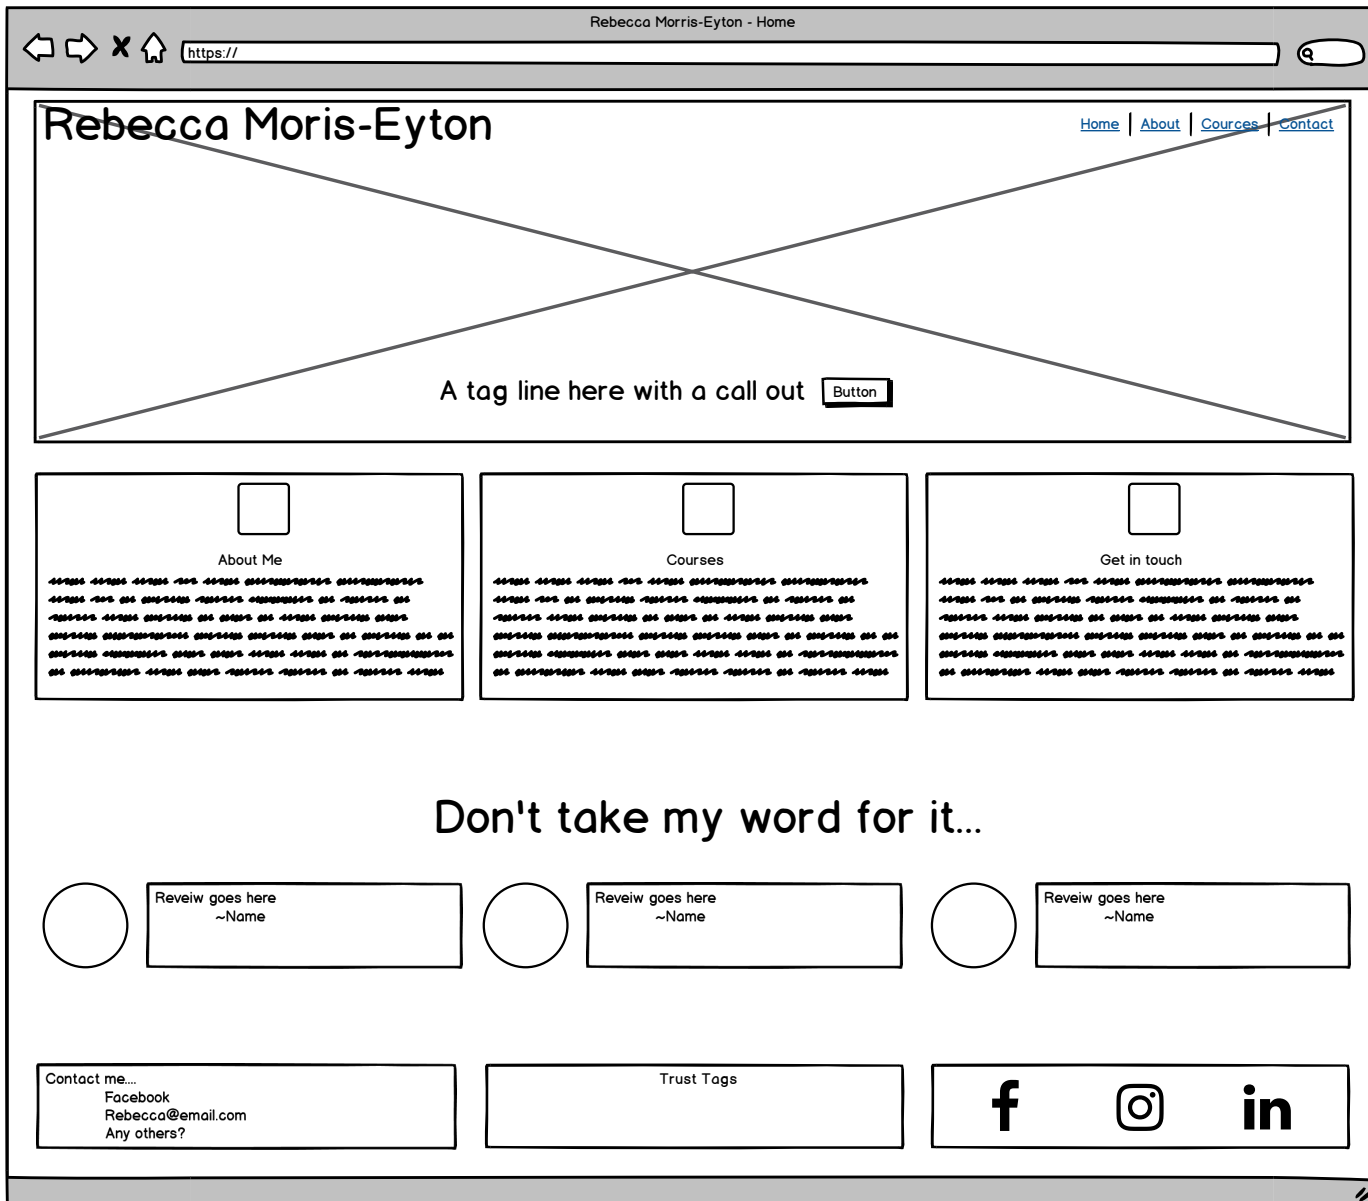 Rebecca Morris-Eyton - Home
https://
Rebecca Moris-Eyton
Home | About | Cources | Contact
A tag line here with a call out
Button
About Me
Courses
Get in touch
Don't take my word for it...
Reveiw goes here
~Name
Reveiw goes here
~Name
Reveiw goes here
~Name
Contact me....
Facebook
Rebecca@email.com
Any others?
Trust Tags